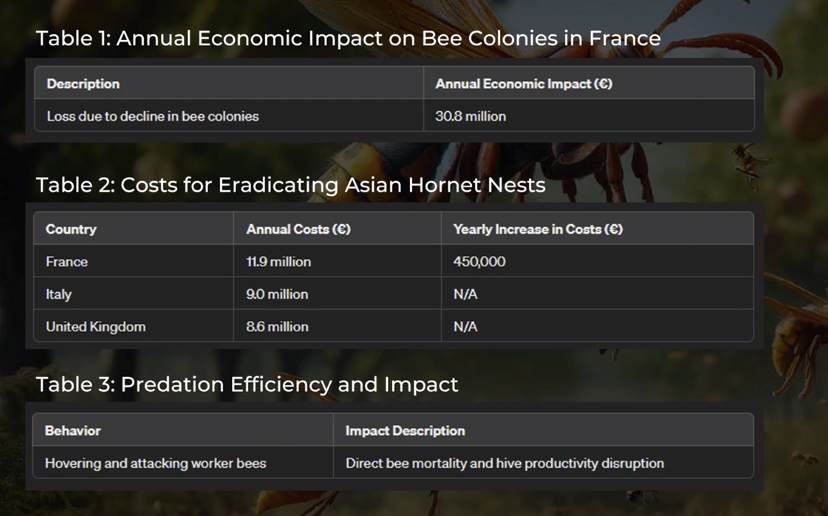 Table 1: Annual Economic Impact on Bee Colonies in France
Description Annual Economic Impact (€)
Loss due to decline in bee colonies 30.8 million
Table 2: Costs for Eradicating Asian Hornet Nests
Country Annual Costs (€) Yearly Increase in Costs (€)
France 11.9 million 450,000
Italy 9.0 million N/A
United Kingdom 8.6 million N/A
Table 3: Predation Efficiency and Impact
Behavior Impact Description
Hovering and attacking worker bees Direct bee mortality and hive productivity disruption